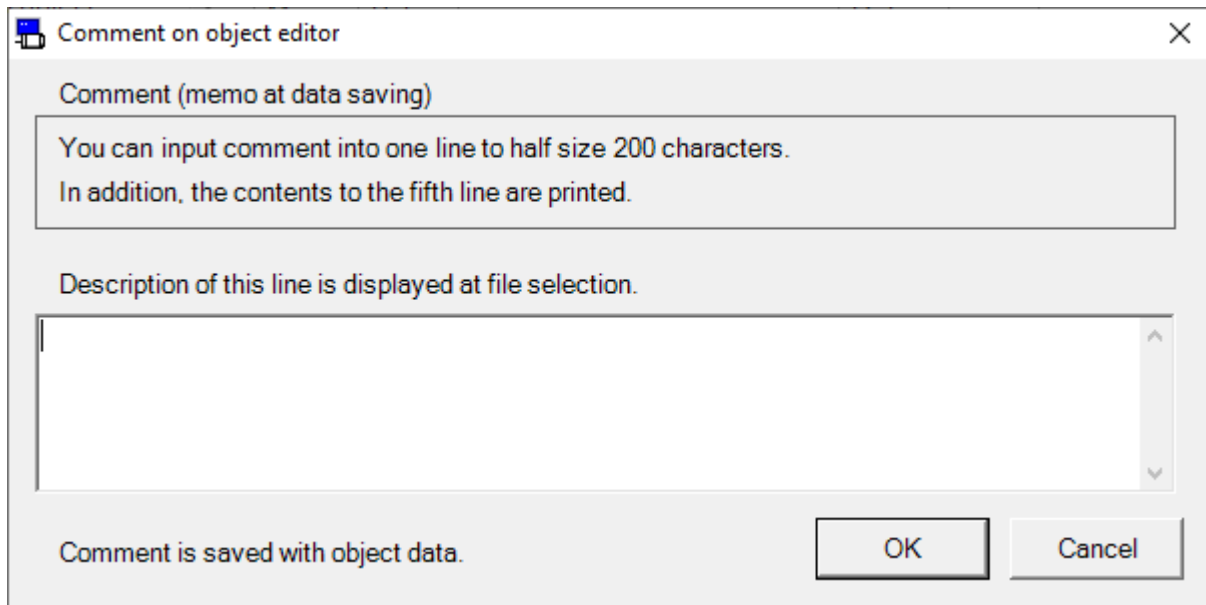 Comment on object editor
Comment (memo at data saving)
You can input comment into one line to half size 200 characters.
In addition, the contents to the fifth line are printed.
Description of this line is displayed at file selection.
Comment is saved with object data.
OK
Cancel